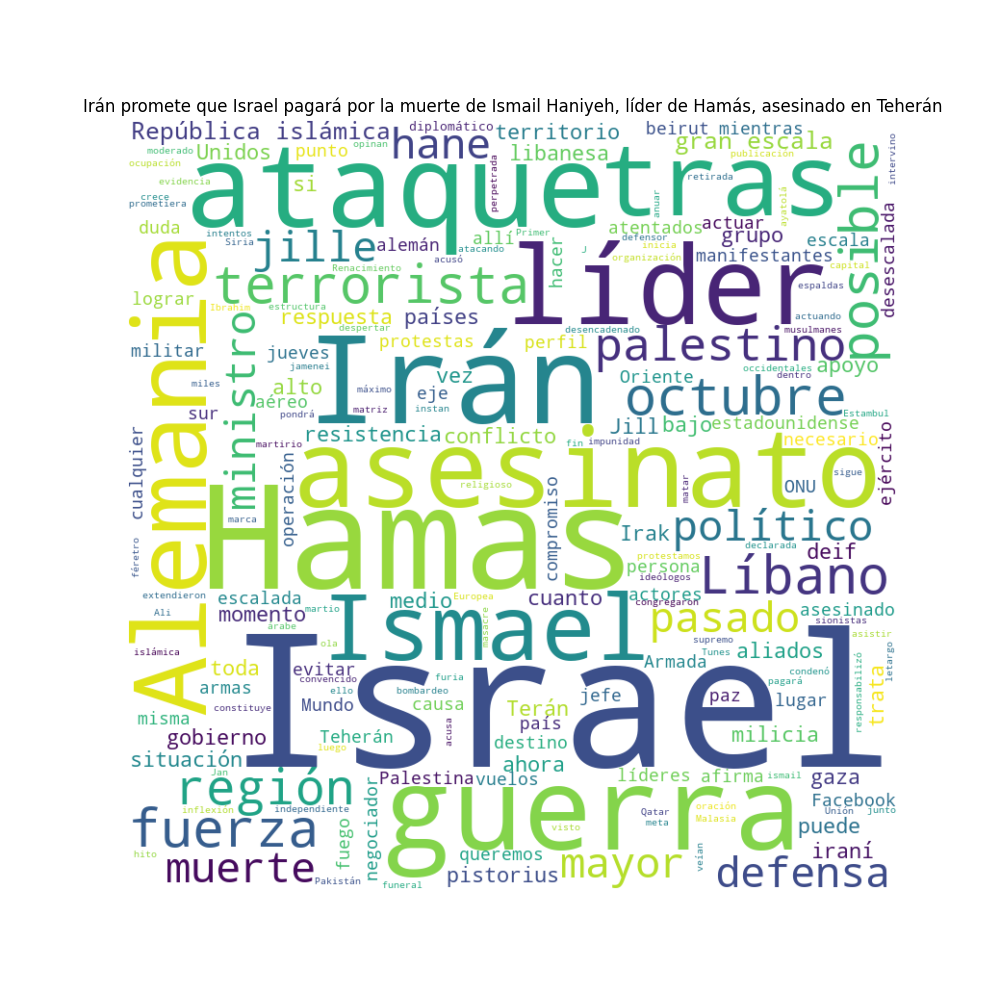 Irán promete que Israel pagará por la muerte de Ismail Haniyeh, líder de Hamás, asesinado en Teherán
República islámica
diplomático
territorio
beirut mientras
moderado
opinan
hane
gran escala
Unidos
punto
libanesa
publicación
intervino
ocupación
perpetrada
ataque
tras
posible
evidencia
si
retirada
anuar
ayatolá
crece
prometiera
duda
intentos
Siria
jille
alemán
allí
Primer
J
atentados
defensor
actuar
grupo
escala
desescalada
atacando
acusó
hacer
inicia
organización
manifestantes
capital
Alemania
terrorista
Renacimiento
líder
espaldas
lograr
Ibrahim
estructura
respuesta
países
despertar
desencadenado
actuando
musulmanes
militar
ministro
jueves
protestas
perfil
palestino
apoyo
jamenei
Irán
vez
Oriente
occidentales
dentro
miles
alto
aéreo
máximo
eje
instan
octubre
sur
pondrá
matriz
Jill
bajo
estadounidense
Estambul
cualquier
martirio
resistencia
conflicto
fin
impunidad
necesario
ejército
operación
asesinato
religioso
matar
ONU
sigue
marca
Hamas
compromiso
Irak
político
féretro
protestamos
declarada
deif
persona
ideólogos
Líbano
extendieron
Ali
escalada
martio
medio
Europea
cuanto
actores
congregaron
asesinado
momento
Ismael
pasado
sionistas
árabe
masacre
supremo
asistir
islámica
ola
Tunes
aliados
letargo
toda
evitar
furia
Armada
condenó
responsabilizó
convencido
ello
bombardeo
pagará
trata
armas
constituye
Mundo
causa
Terán
jefe
paz
lugar
misma
Israel
acusa
país
milicia
gobierno
luego
Teherán
destino
situación
ahora
Jan
región
Palestina
vuelos
líderes
afirma
ismail
gaza
inflexión
independiente
negociador
guerra
Qatar
oración
Facebook
meta
Malasia
Unión
junto
fuerza
fuego
visto
puede
hito
queremos
veían
iraní
muerte
Pakistán
funeral
pistorius
mayor
defensa